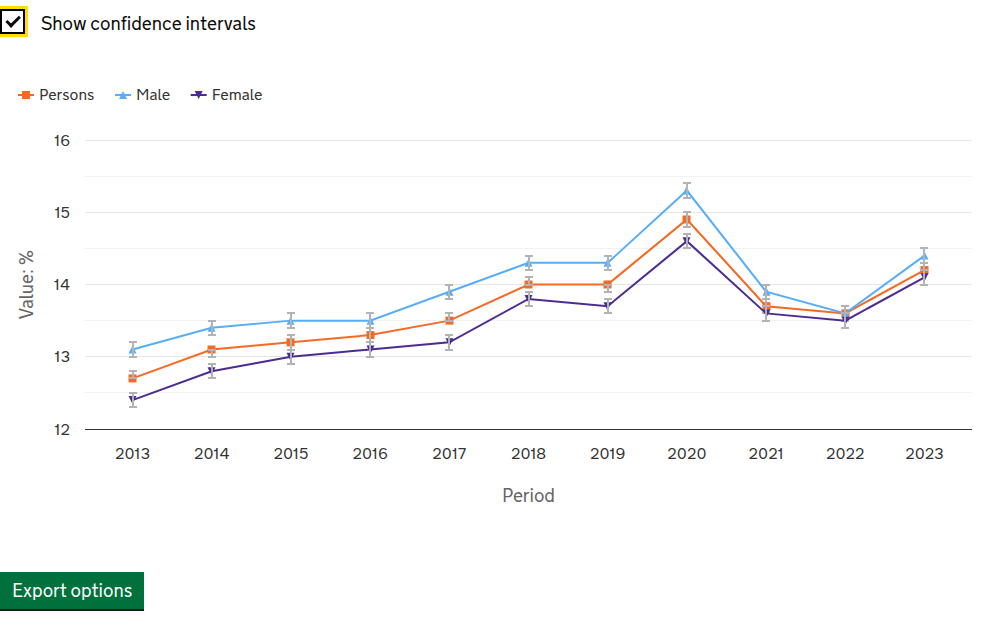 Show confidence intervals
Persons Male Female
16
15
14
13
12
Value: %
2013 2014 2015 2016 2017 2018 2019 2020 2021 2022 2023
Period
Export options